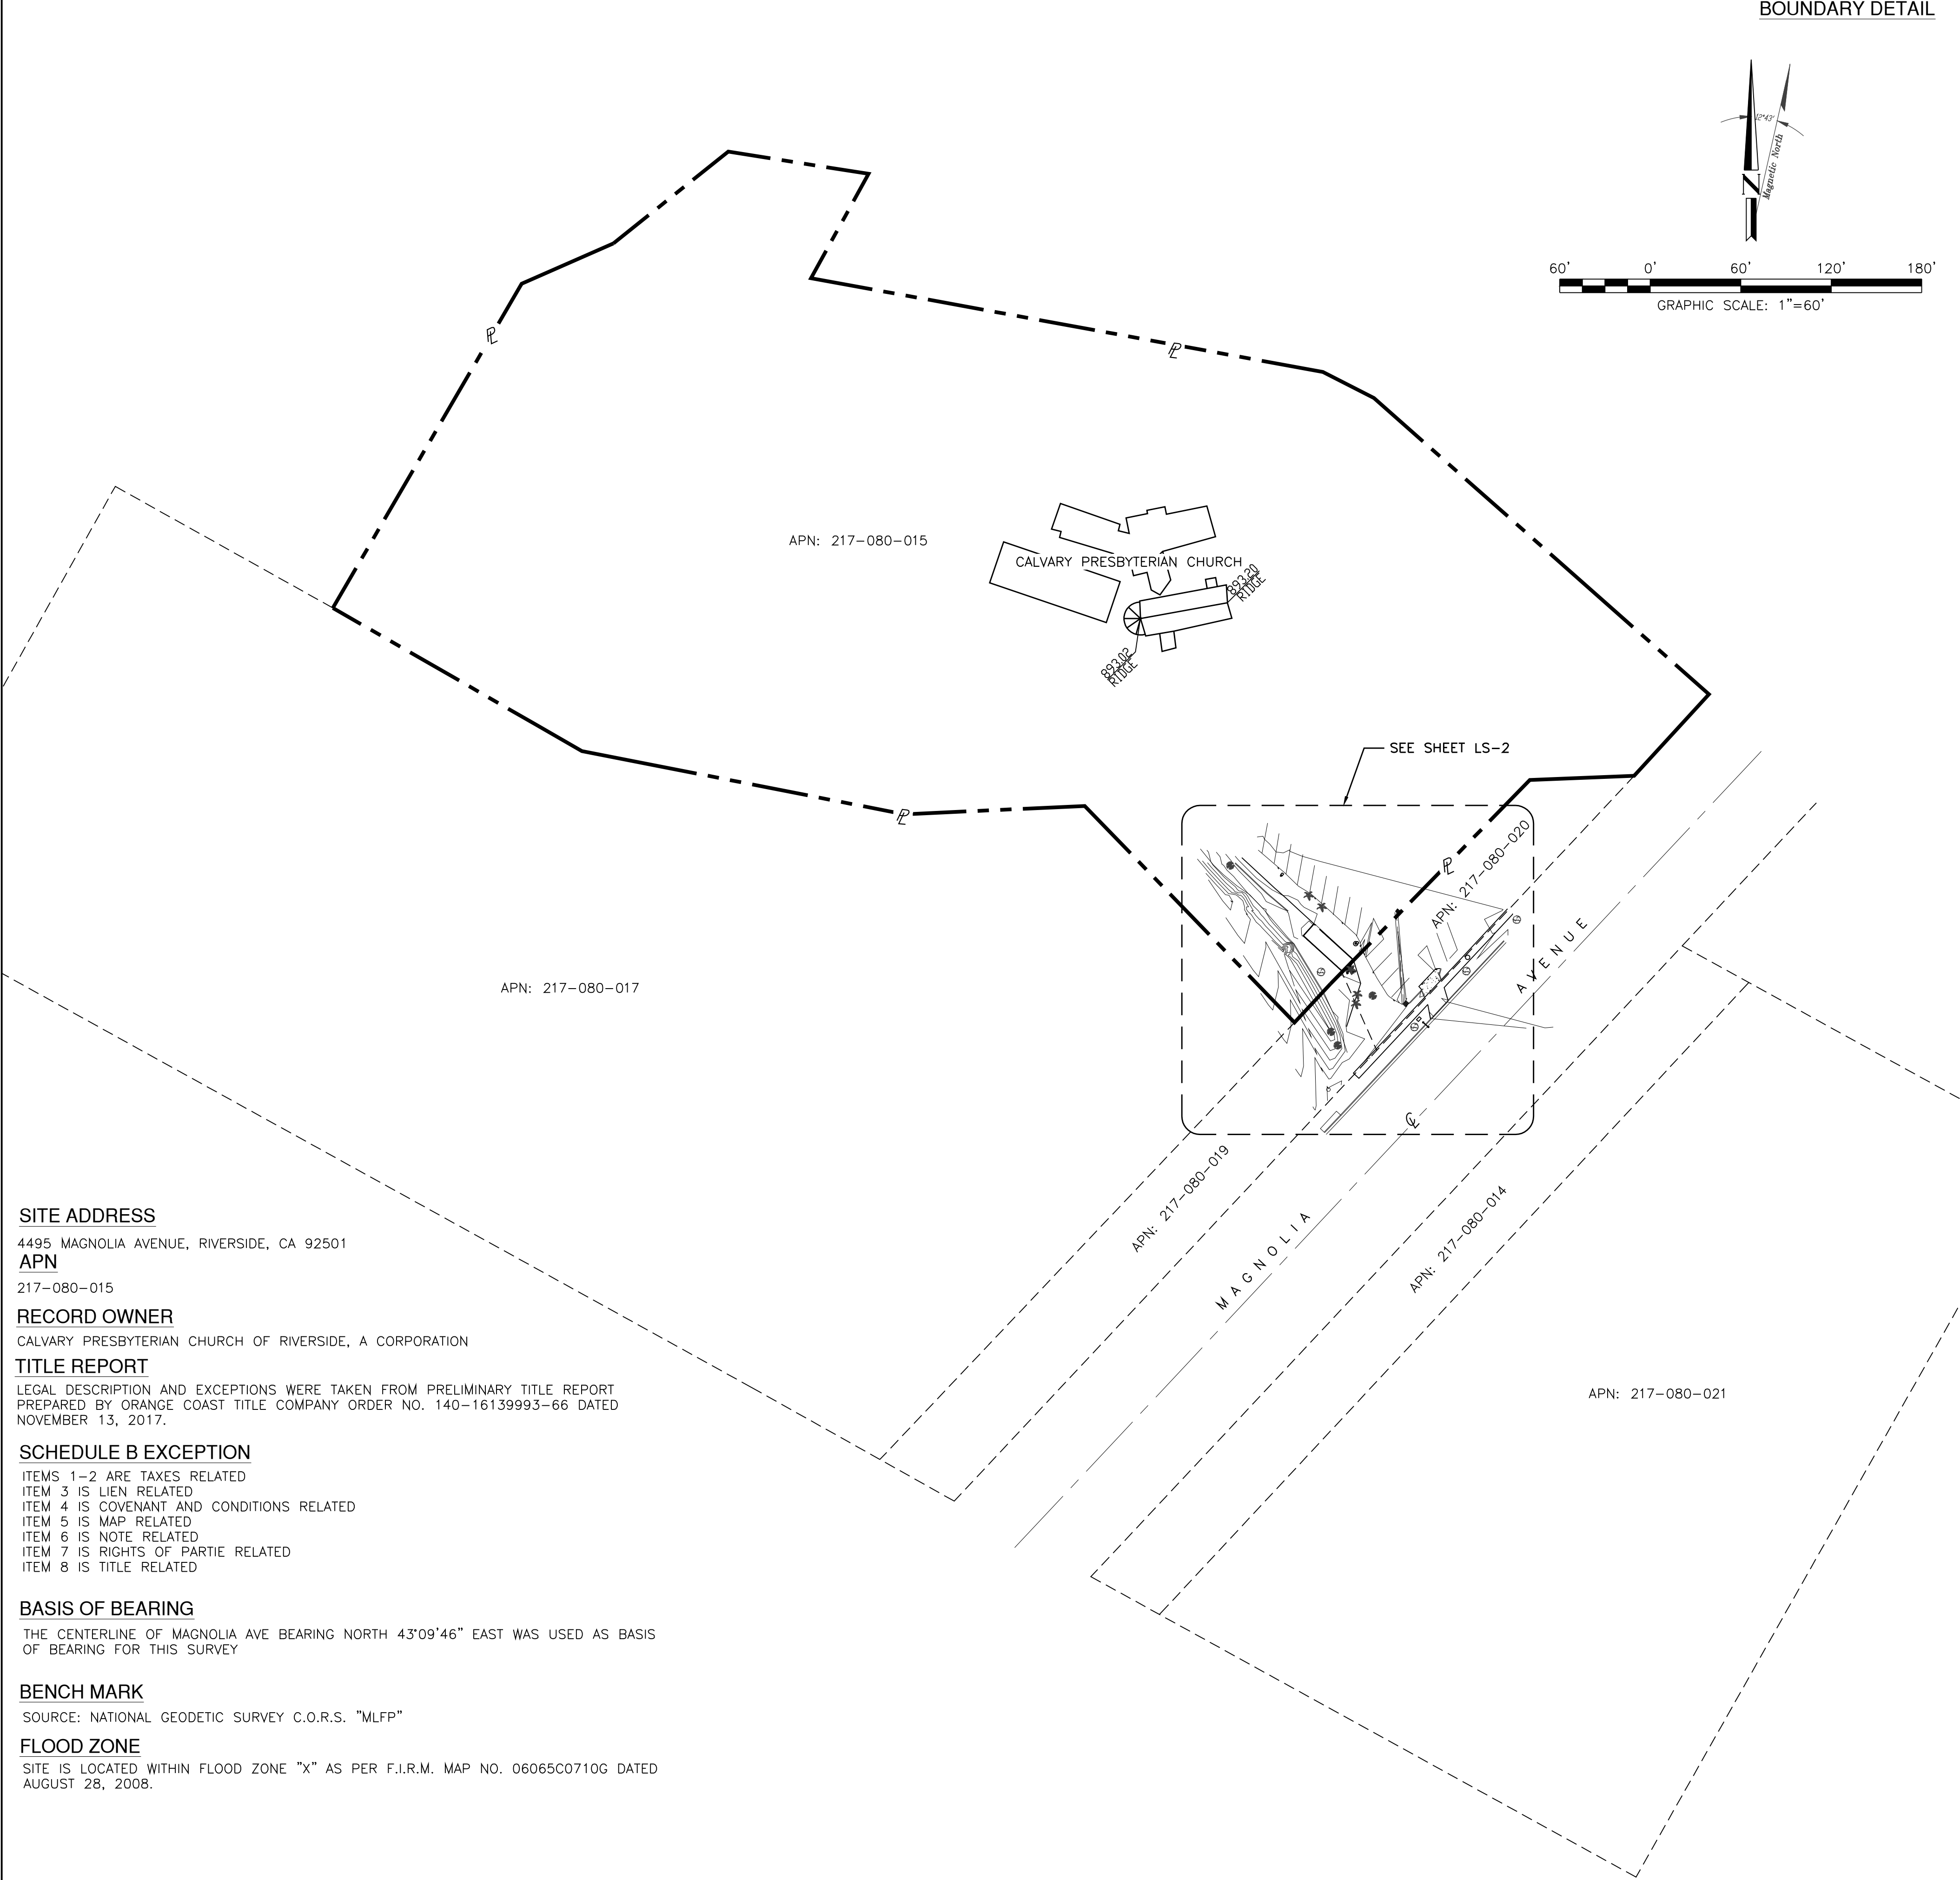 BOUNDARY DETAIL
12°43'
N
Magnetic North
60' 0' 60' 120' 180'
GRAPHIC SCALE: 1"=60'
PL
PL
APN: 217-080-015
CALVARY PRESBYTERIAN CHURCH
893.20
RIDGE
893.02
RIDGE
SEE SHEET LS-2
PL
PL
APN: 217-080-020
APN: 217-080-017
AVENUE
CL
APN: 217-080-019
MAGNOLIA
APN: 217-080-014
APN: 217-080-021
SITE ADDRESS
4495 MAGNOLIA AVENUE, RIVERSIDE, CA 92501
APN
217-080-015
RECORD OWNER
CALVARY PRESBYTERIAN CHURCH OF RIVERSIDE, A CORPORATION
TITLE REPORT
LEGAL DESCRIPTION AND EXCEPTIONS WERE TAKEN FROM PRELIMINARY TITLE REPORT
PREPARED BY ORANGE COAST TITLE COMPANY ORDER NO. 140-16139993-66 DATED
NOVEMBER 13, 2017.
SCHEDULE B EXCEPTION
ITEMS 1-2 ARE TAXES RELATED
ITEM 3 IS LIEN RELATED
ITEM 4 IS COVENANT AND CONDITIONS RELATED
ITEM 5 IS MAP RELATED
ITEM 6 IS NOTE RELATED
ITEM 7 IS RIGHTS OF PARTIE RELATED
ITEM 8 IS TITLE RELATED
BASIS OF BEARING
THE CENTERLINE OF MAGNOLIA AVE BEARING NORTH 43°09'46" EAST WAS USED AS BASIS
OF BEARING FOR THIS SURVEY
BENCH MARK
SOURCE: NATIONAL GEODETIC SURVEY C.O.R.S. "MLFP"
FLOOD ZONE
SITE IS LOCATED WITHIN FLOOD ZONE "X" AS PER F.I.R.M. MAP NO. 06065C0710G DATED
AUGUST 28, 2008.